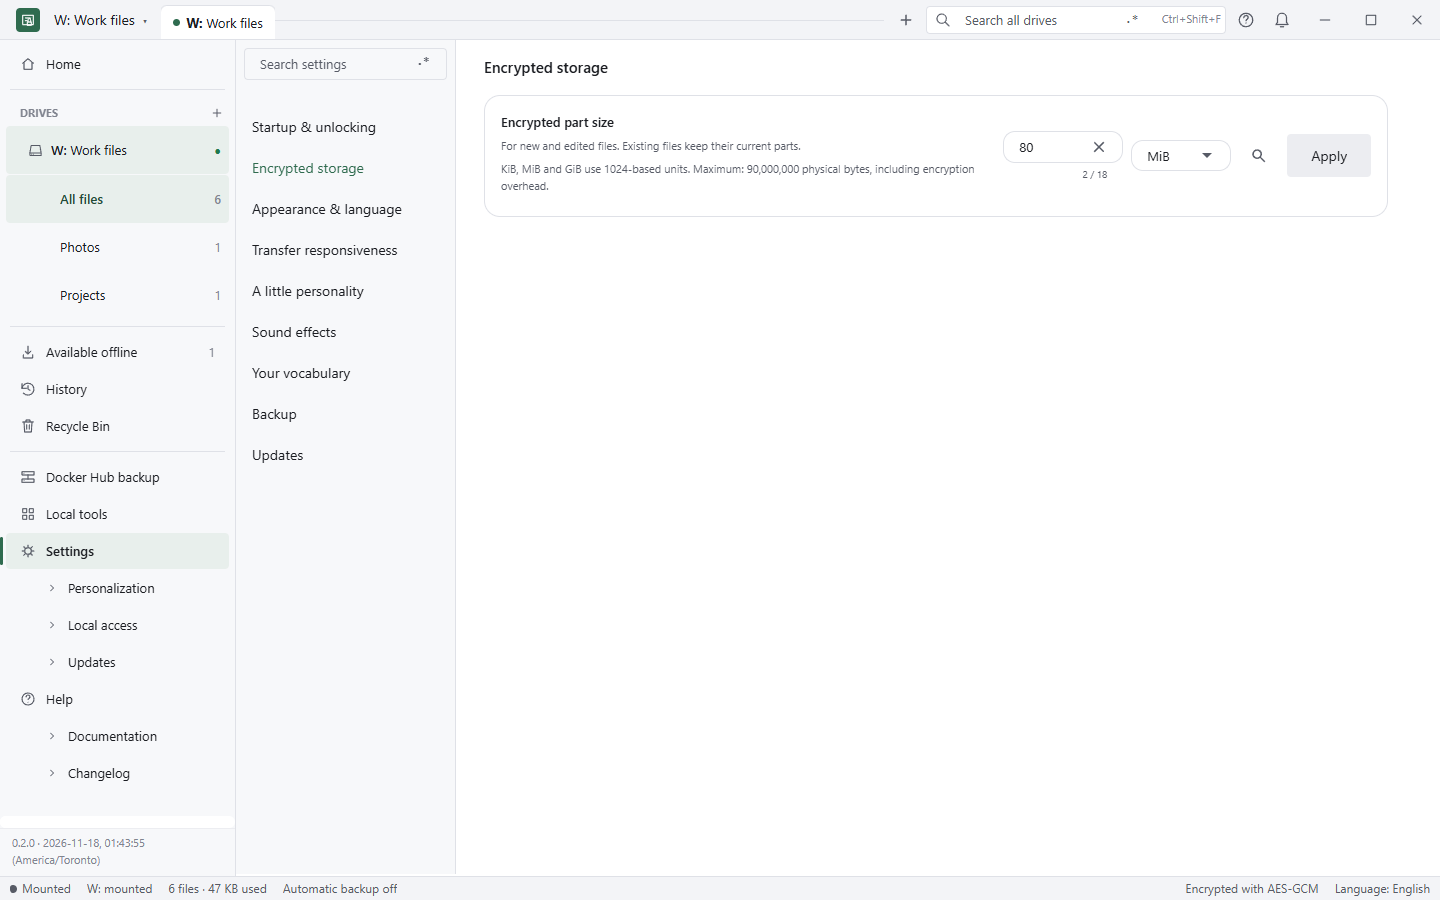 W: Work files
W: Work files
Search all drives .* Ctrl+Shift+F
Home
DRIVES
W: Work files
All files 6
Photos 1
Projects 1
Available offline 1
History
Recycle Bin
Docker Hub backup
Local tools
Settings
Personalization
Local access
Updates
Help
Documentation
Changelog
0.2.0 · 2026-11-18, 01:43:55
(America/Toronto)
Search settings .*
Startup & unlocking
Encrypted storage
Appearance & language
Transfer responsiveness
A little personality
Sound effects
Your vocabulary
Backup
Updates
Encrypted storage
Encrypted part size
For new and edited files. Existing files keep their current parts.
KiB, MiB and GiB use 1024-based units. Maximum: 90,000,000 physical bytes, including encryption
overhead.
80
2 / 18
MiB
Apply
Mounted W: mounted 6 files · 47 KB used Automatic backup off
Encrypted with AES-GCM Language: English